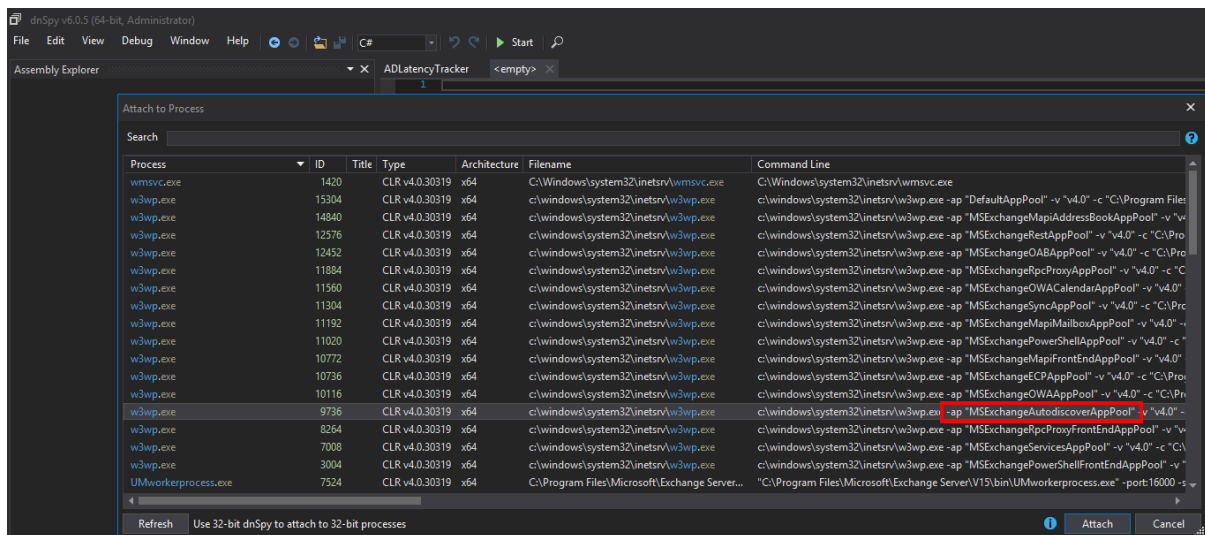 dnSpy v6.0.5 (64-bit, Administrator)
File Edit View Debug Window Help C# Start
Assembly Explorer ADLatencyTracker <empty>
1
Attach to Process
Search
Process ID Title Type Architecture Filename Command Line
wmsvc.exe 1420 CLR v4.0.30319 x64 C:\Windows\system32\inetsrv\wmsvc.exe C:\Windows\system32\inetsrv\wmsvc.exe
w3wp.exe 15304 CLR v4.0.30319 x64 c:\windows\system32\inetsrv\w3wp.exe c:\windows\system32\inetsrv\w3wp.exe -ap "DefaultAppPool" -v "v4.0" -c "C:\Program Files
w3wp.exe 14840 CLR v4.0.30319 x64 c:\windows\system32\inetsrv\w3wp.exe c:\windows\system32\inetsrv\w3wp.exe -ap "MSExchangeMapiAddressBookAppPool" -v "v4
w3wp.exe 12576 CLR v4.0.30319 x64 c:\windows\system32\inetsrv\w3wp.exe c:\windows\system32\inetsrv\w3wp.exe -ap "MSExchangeRestAppPool" -v "v4.0" -c "C:\Pro
w3wp.exe 12452 CLR v4.0.30319 x64 c:\windows\system32\inetsrv\w3wp.exe c:\windows\system32\inetsrv\w3wp.exe -ap "MSExchangeOABAppPool" -v "v4.0" -c "C:\Pro
w3wp.exe 11884 CLR v4.0.30319 x64 c:\windows\system32\inetsrv\w3wp.exe c:\windows\system32\inetsrv\w3wp.exe -ap "MSExchangeRpcProxyAppPool" -v "v4.0" -c "C
w3wp.exe 11560 CLR v4.0.30319 x64 c:\windows\system32\inetsrv\w3wp.exe c:\windows\system32\inetsrv\w3wp.exe -ap "MSExchangeOWACalendarAppPool" -v "v4.0"
w3wp.exe 11304 CLR v4.0.30319 x64 c:\windows\system32\inetsrv\w3wp.exe c:\windows\system32\inetsrv\w3wp.exe -ap "MSExchangeSyncAppPool" -v "v4.0" -c "C:\Prc
w3wp.exe 11192 CLR v4.0.30319 x64 c:\windows\system32\inetsrv\w3wp.exe c:\windows\system32\inetsrv\w3wp.exe -ap "MSExchangeMapiMailboxAppPool" -v "v4.0" -
w3wp.exe 11020 CLR v4.0.30319 x64 c:\windows\system32\inetsrv\w3wp.exe c:\windows\system32\inetsrv\w3wp.exe -ap "MSExchangePowerShellAppPool" -v "v4.0" -c "
w3wp.exe 10772 CLR v4.0.30319 x64 c:\windows\system32\inetsrv\w3wp.exe c:\windows\system32\inetsrv\w3wp.exe -ap "MSExchangeMapiFrontEndAppPool" -v "v4.0"
w3wp.exe 10736 CLR v4.0.30319 x64 c:\windows\system32\inetsrv\w3wp.exe c:\windows\system32\inetsrv\w3wp.exe -ap "MSExchangeECPAppPool" -v "v4.0" -c "C:\Pro
w3wp.exe 10116 CLR v4.0.30319 x64 c:\windows\system32\inetsrv\w3wp.exe c:\windows\system32\inetsrv\w3wp.exe -ap "MSExchangeOWAAppPool" -v "v4.0" -c "C:\Pr
w3wp.exe 9736 CLR v4.0.30319 x64 c:\windows\system32\inetsrv\w3wp.exe c:\windows\system32\inetsrv\w3wp.exe -ap "MSExchangeAutodiscoverAppPool" -v "v4.0" -
w3wp.exe 8264 CLR v4.0.30319 x64 c:\windows\system32\inetsrv\w3wp.exe c:\windows\system32\inetsrv\w3wp.exe -ap "MSExchangeRpcProxyFrontEndAppPool" -v "v
w3wp.exe 7008 CLR v4.0.30319 x64 c:\windows\system32\inetsrv\w3wp.exe c:\windows\system32\inetsrv\w3wp.exe -ap "MSExchangeServicesAppPool" -v "v4.0" -c "C:\
w3wp.exe 3004 CLR v4.0.30319 x64 c:\windows\system32\inetsrv\w3wp.exe c:\windows\system32\inetsrv\w3wp.exe -ap "MSExchangePowerShellFrontEndAppPool" -v "
UMworkerprocess.exe 7524 CLR v4.0.30319 x64 C:\Program Files\Microsoft\Exchange Server... "C:\Program Files\Microsoft\Exchange Server\V15\bin\UMworkerprocess.exe" -port:16000 -s
Refresh Use 32-bit dnSpy to attach to 32-bit processes Attach Cancel